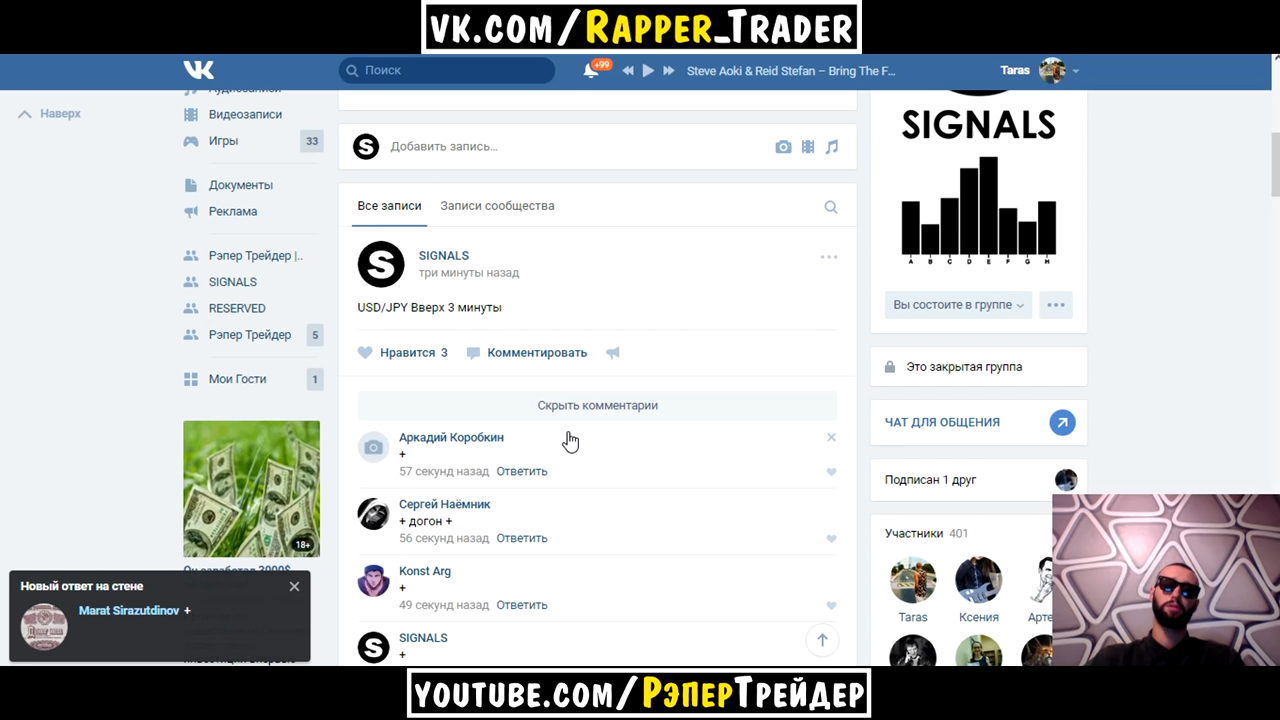 VK.COM/RAPPER_TRADER
Поиск
+99
Steve Aoki & Reid Stefan – Bring The F...
Taras
Наверх
Видеозаписи
Игры
33
Документы
Реклама
Рэпер Трейдер |..
SIGNALS
RESERVED
Рэпер Трейдер
5
Мои Гости
1
18+
Добавить запись...
Все записи
Записи сообщества
S
SIGNALS
три минуты назад
USD/JPY Вверх 3 минуты
Нравится 3
Комментировать
Скрыть комментарии
Аркадий Коробкин
+
57 секунд назад Ответить
Сергей Наёмник
+ догон +
56 секунд назад Ответить
Konst Arg
+
49 секунд назад Ответить
S
SIGNALS
+
SIGNALS
A B C D E F G H
Вы состоите в группе
Это закрытая группа
ЧАТ ДЛЯ ОБЩЕНИЯ
Подписан 1 друг
Участники 401
Taras
Ксения
Арте
Новый ответ на стене
Marat Sirazutdinov +
YOUTUBE.COM/РЭПЕРТРЕЙДЕР